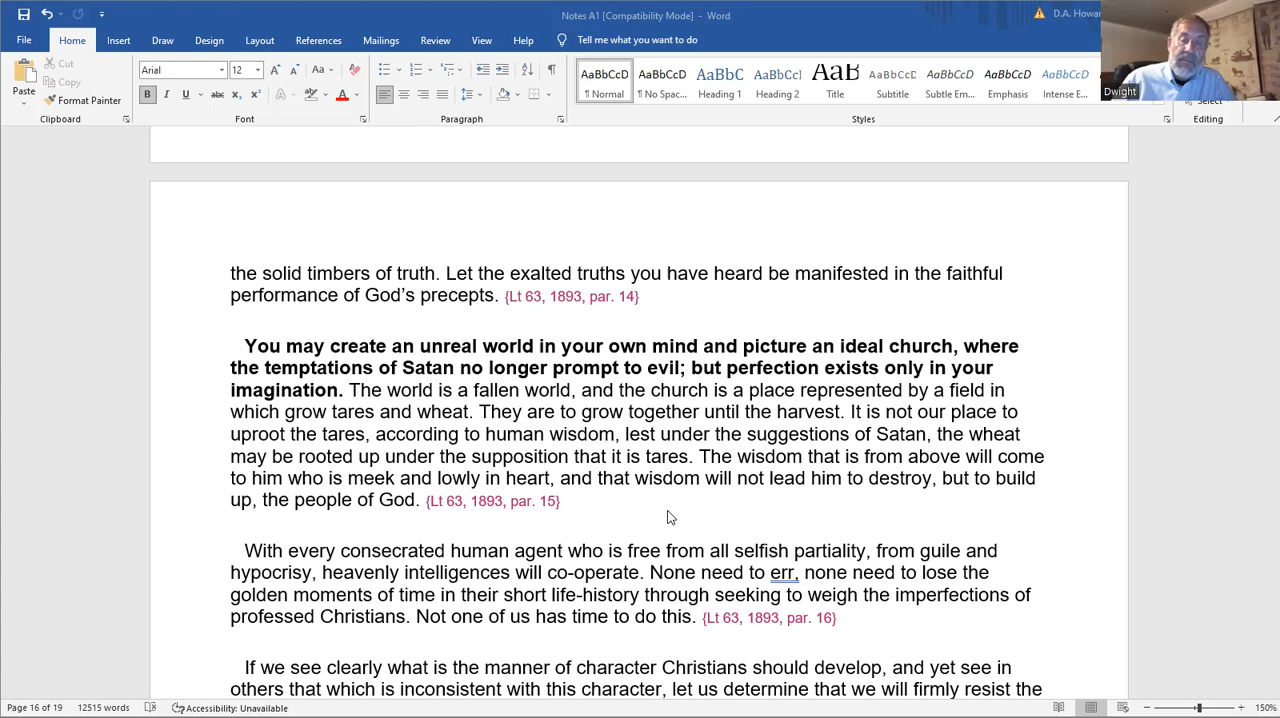 Notes A1 [Compatibility Mode] - Word
D.A. Howar
File Home Insert Draw Design Layout References Mailings Review View Help Tell me what you want to do
Paste
Cut
Copy
Format Painter
Clipboard
Arial 12
Aa
B I U abc x₂ x² A ab A
Font
Paragraph
AaBbCcD AaBbCcD AaBbC AaBbCcl AaB AaBbCcD AaBbCcD AaBbCcD AaBbCcD
¶ Normal ¶ No Spac... Heading 1 Heading 2 Title Subtitle Subtle Em... Emphasis Intense E...
Styles
Select
Editing
Dwight
the solid timbers of truth. Let the exalted truths you have heard be manifested in the faithful
performance of God’s precepts. {Lt 63, 1893, par. 14}
You may create an unreal world in your own mind and picture an ideal church, where
the temptations of Satan no longer prompt to evil; but perfection exists only in your
imagination. The world is a fallen world, and the church is a place represented by a field in
which grow tares and wheat. They are to grow together until the harvest. It is not our place to
uproot the tares, according to human wisdom, lest under the suggestions of Satan, the wheat
may be rooted up under the supposition that it is tares. The wisdom that is from above will come
to him who is meek and lowly in heart, and that wisdom will not lead him to destroy, but to build
up, the people of God. {Lt 63, 1893, par. 15}
With every consecrated human agent who is free from all selfish partiality, from guile and
hypocrisy, heavenly intelligences will co-operate. None need to err, none need to lose the
golden moments of time in their short life-history through seeking to weigh the imperfections of
professed Christians. Not one of us has time to do this. {Lt 63, 1893, par. 16}
If we see clearly what is the manner of character Christians should develop, and yet see in
others that which is inconsistent with this character, let us determine that we will firmly resist the
Page 16 of 19 12515 words Accessibility: Unavailable 150%